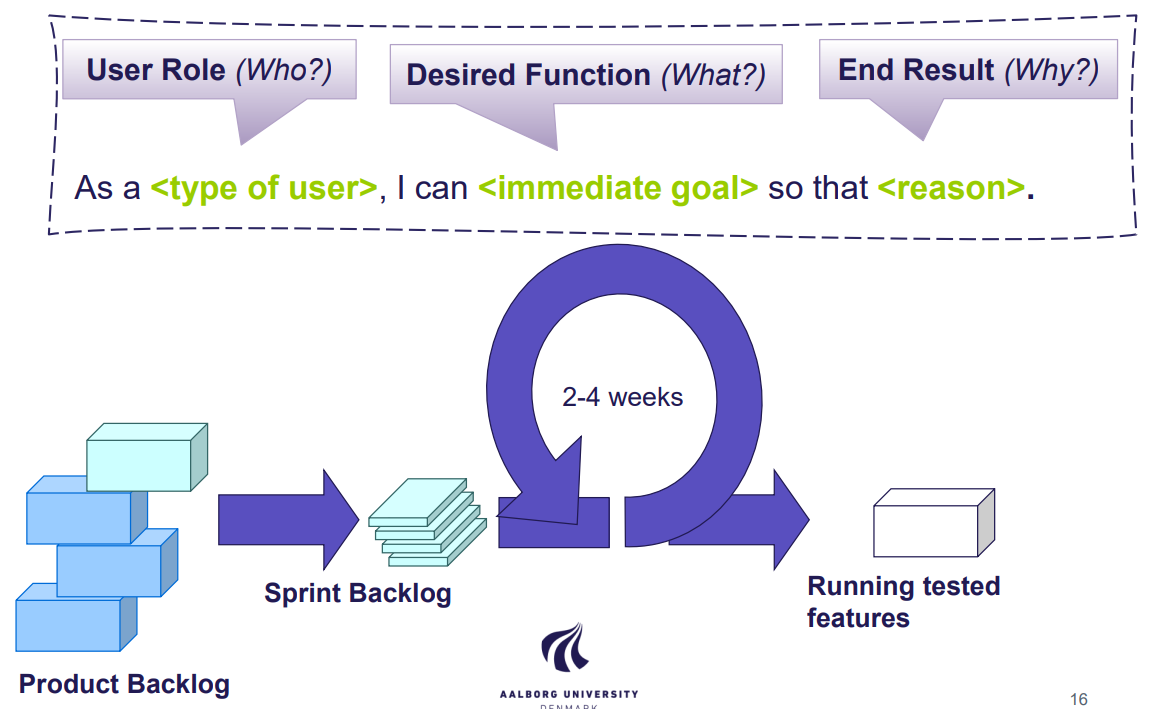 User Role (Who?)
Desired Function (What?)
End Result (Why?)
As a <type of user>, I can <immediate goal> so that <reason>.
2-4 weeks
Sprint Backlog
Running tested
features
Product Backlog
AALBORG UNIVERSITY
DENMARK
16